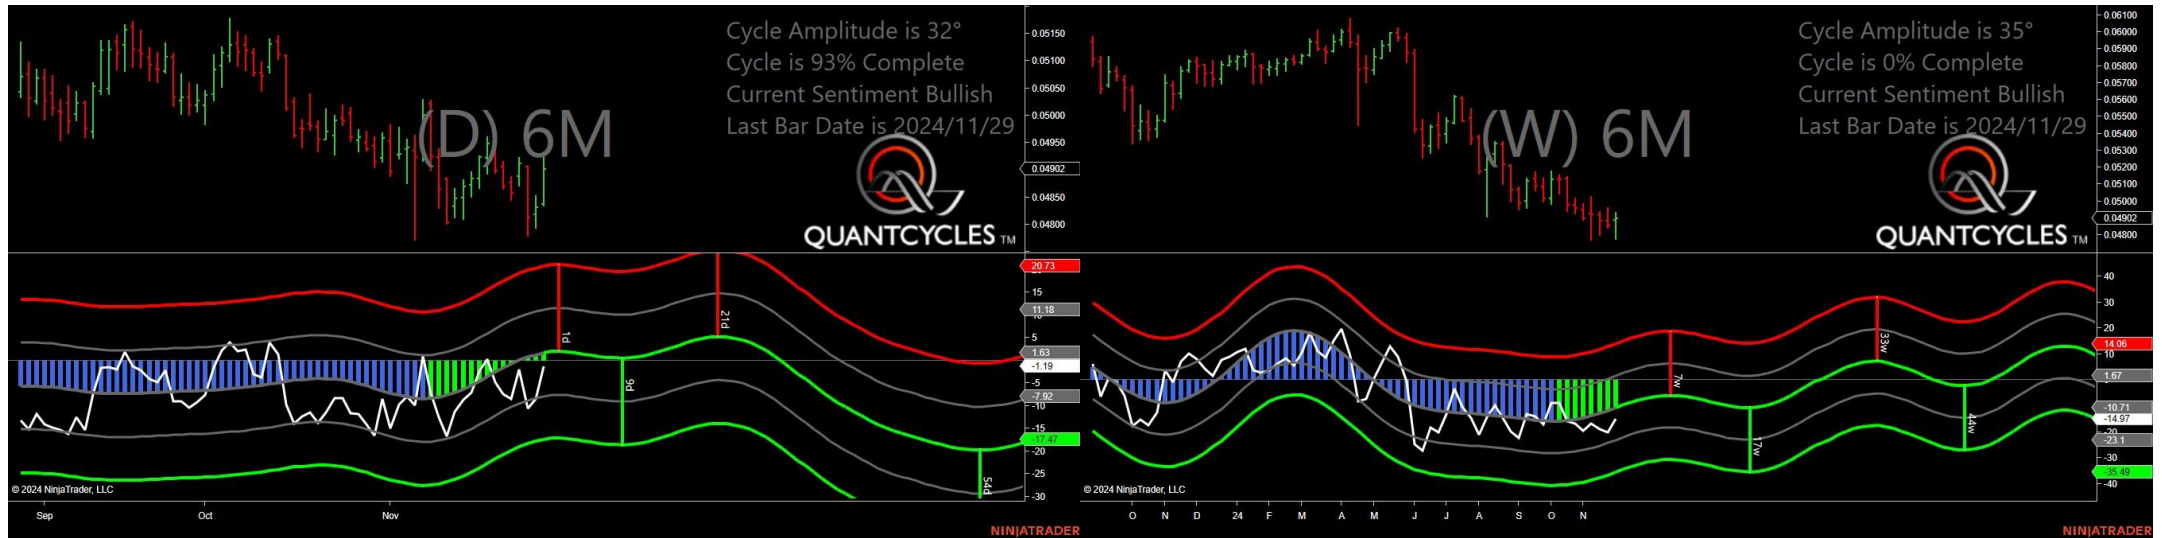 Cycle Amplitude is 32°
Cycle is 93% Complete
Current Sentiment Bullish
Last Bar Date is 2024/11/29
(D) 6M
QUANTCYCLES TM
0.05150
0.05100
0.05050
0.05000
0.04950
0.04902
0.04850
0.04800
20.73
15
11.18
5
1.63
-1.19
-5
-7.92
-10
-15
-17.47
-20
-25
-30
1d
9d
21d
54d
© 2024 NinjaTrader, LLC
Sep Oct Nov
NINJATRADER
Cycle Amplitude is 35°
Cycle is 0% Complete
Current Sentiment Bullish
Last Bar Date is 2024/11/29
(W) 6M
QUANTCYCLES TM
0.06100
0.06000
0.05900
0.05800
0.05700
0.05600
0.05500
0.05400
0.05300
0.05200
0.05100
0.05000
0.04902
0.04800
40
30
20
14.06
10
1.67
-10.71
-14.97
-20
-23.1
-30
-35.49
-40
7w
17w
33w
44w
© 2024 NinjaTrader, LLC
O N D 24 F M A M J J A S O N
NINJATRADER